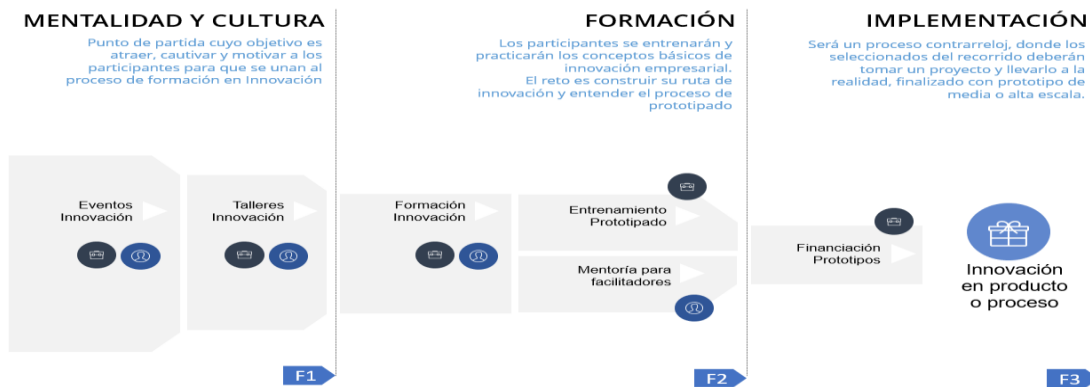 MENTALIDAD Y CULTURA
Punto de partida cuyo objetivo es
atraer, cautivar y motivar a los
participantes para que se unan al
proceso de formación en Innovación
Eventos
Innovación
Talleres
Innovación
F1
FORMACIÓN
Los participantes se entrenarán y
practicarán los conceptos básicos de
innovación empresarial.
El reto es construir su ruta de
innovación y entender el proceso de
prototipado
Formación
Innovación
Entrenamiento
Prototipado
Mentoría para
facilitadores
F2
IMPLEMENTACIÓN
Será un proceso contrarreloj, donde los
seleccionados del recorrido deberán
tomar un proyecto y llevarlo a la
realidad, finalizado con prototipo de
media o alta escala.
Financiación
Prototipos
Innovación
en producto
o proceso
F3